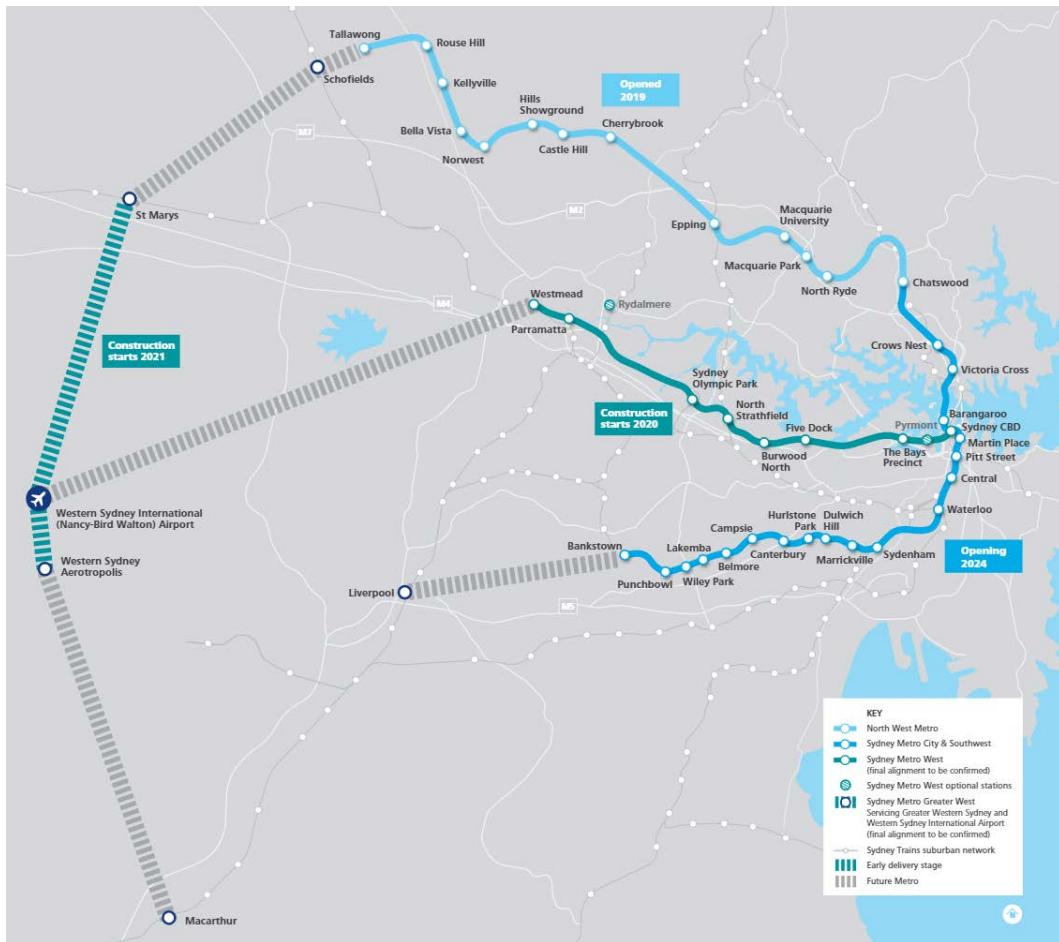 Tallawong
Rouse Hill
Schofields
Kellyville
Opened
2019
Hills
Showground
Cherrybrook
Bella Vista
M7
Castle Hill
Norwest
St Marys
M2
Macquarie
University
Epping
Macquarie Park
North Ryde
Chatswood
Westmead
M4
Rydalmere
Parramatta
Construction
starts 2021
Crows Nest
Victoria Cross
Sydney
Olympic Park
Construction
starts 2020
North
Strathfield
Five Dock
Pyrmont
Barangaroo
Sydney CBD
Martin Place
Burwood
North
The Bays
Precinct
Pitt Street
Central
Western Sydney International
(Nancy-Bird Walton) Airport
Waterloo
Western Sydney
Aerotropolis
Bankstown
Lakemba
Campsie
Hurlstone
Park
Dulwich
Hill
Canterbury
Belmore
Marrickville
Sydenham
Punchbowl
Wiley Park
Opening
2024
Liverpool
M5
Macarthur
KEY
North West Metro
Sydney Metro City & Southwest
Sydney Metro West
(final alignment to be confirmed)
Sydney Metro West optional stations
Sydney Metro Greater West
Servicing Greater Western Sydney and
Western Sydney International Airport
(final alignment to be confirmed)
Sydney Trains suburban network
Early delivery stage
Future Metro